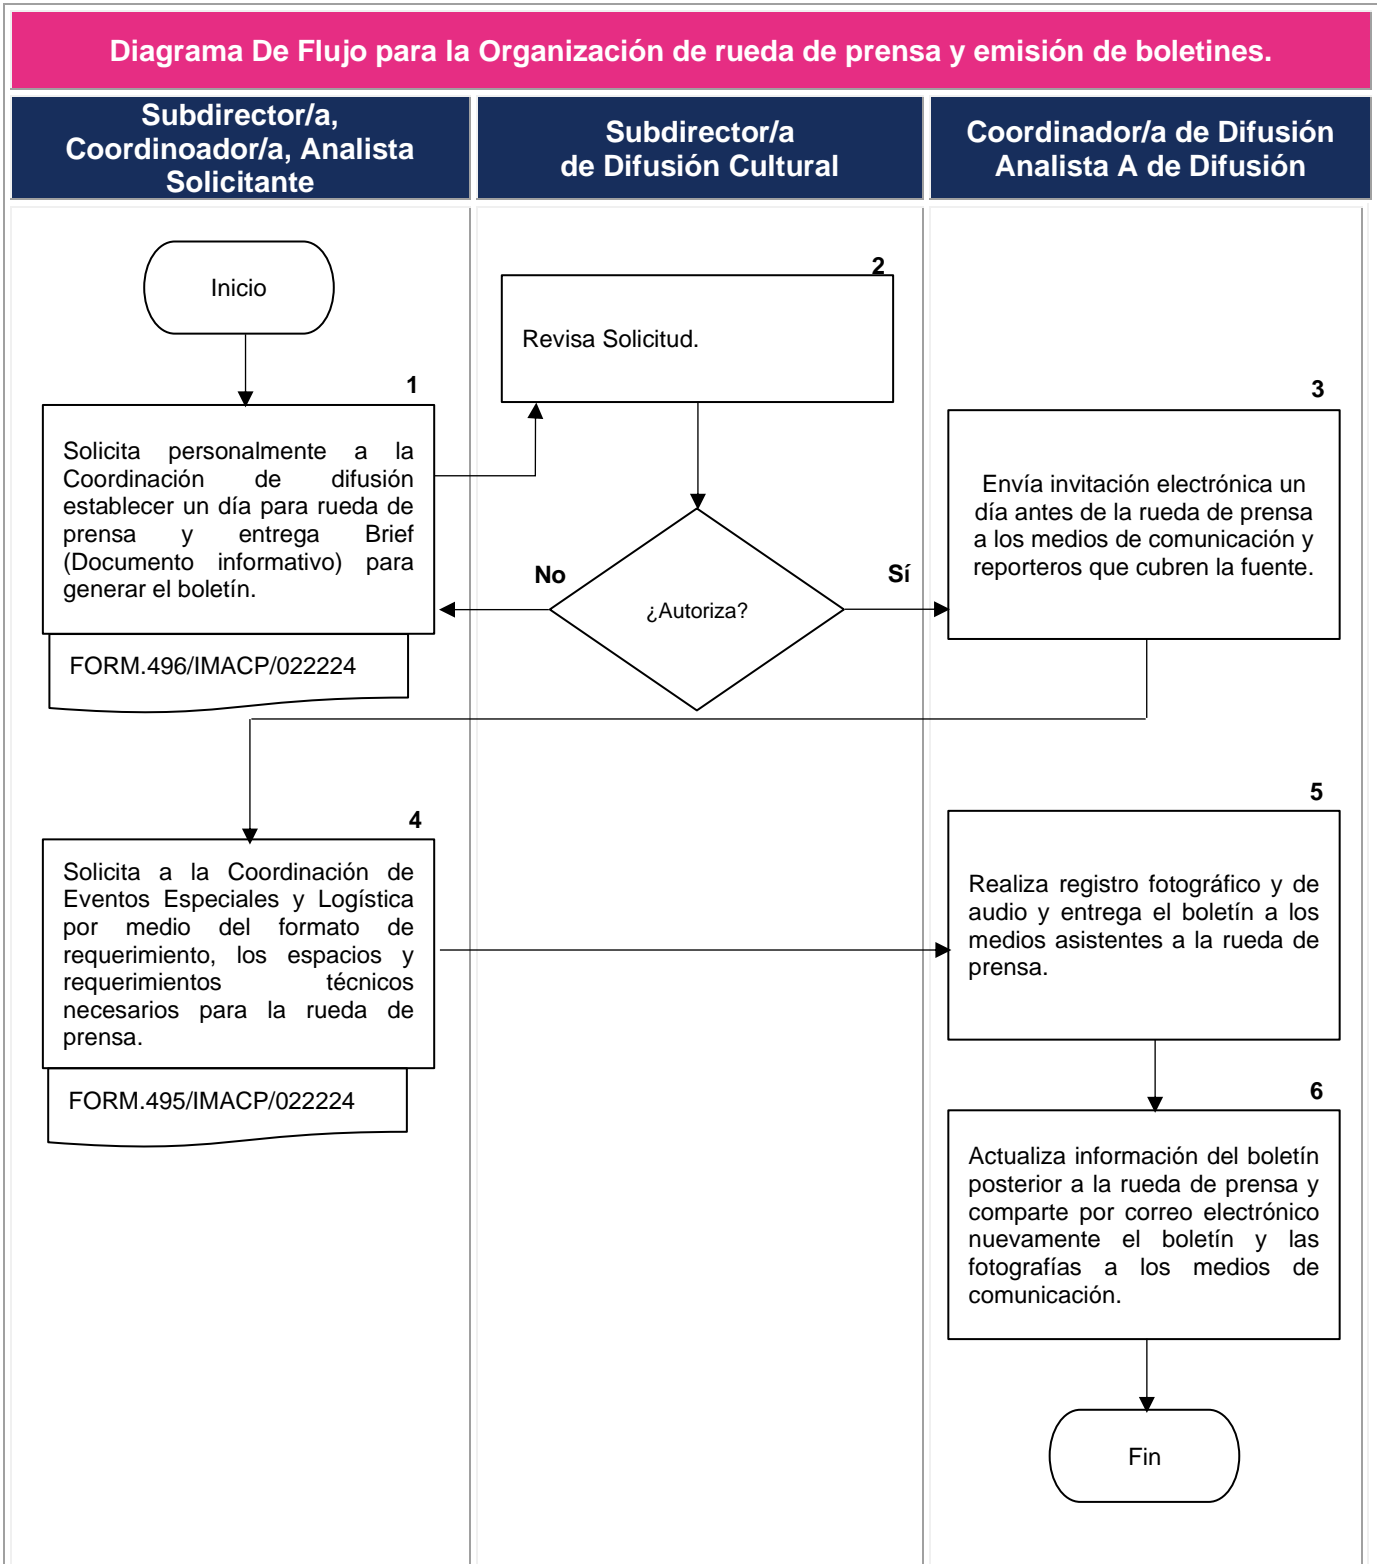 Diagrama De Flujo para la Organización de rueda de prensa y emisión de boletines.
Subdirector/a,
Coordinoador/a, Analista
Solicitante
Subdirector/a
de Difusión Cultural
Coordinador/a de Difusión
Analista A de Difusión
Inicio
1
Solicita personalmente a la
Coordinación de difusión
establecer un día para rueda de
prensa y entrega Brief
(Documento informativo) para
generar el boletín.
FORM.496/IMACP/022224
2
Revisa Solicitud.
¿Autoriza?
No
Sí
3
Envía invitación electrónica un
día antes de la rueda de prensa
a los medios de comunicación y
reporteros que cubren la fuente.
4
Solicita a la Coordinación de
Eventos Especiales y Logística
por medio del formato de
requerimiento, los espacios y
requerimientos técnicos
necesarios para la rueda de
prensa.
FORM.495/IMACP/022224
5
Realiza registro fotográfico y de
audio y entrega el boletín a los
medios asistentes a la rueda de
prensa.
6
Actualiza información del boletín
posterior a la rueda de prensa y
comparte por correo electrónico
nuevamente el boletín y las
fotografías a los medios de
comunicación.
Fin